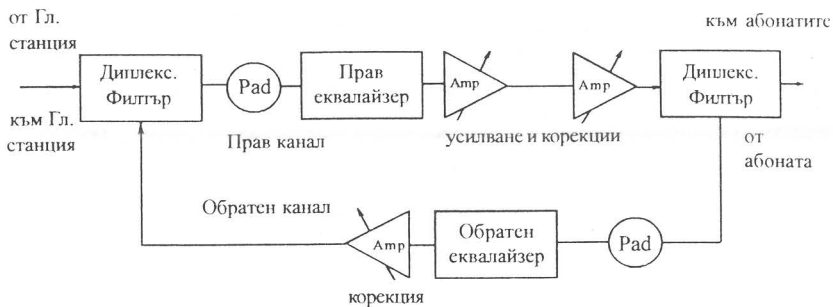 от Гл.
станция
към абонатите
Диплекс.
Филтър
Pad
Прав
еквалайзер
Amp
Amp
Диплекс.
Филтър
към Гл.
станция
Прав канал
усилване и корекции
от
абоната
Обратен канал
Amp
Обратен
еквалайзер
Pad
корекция